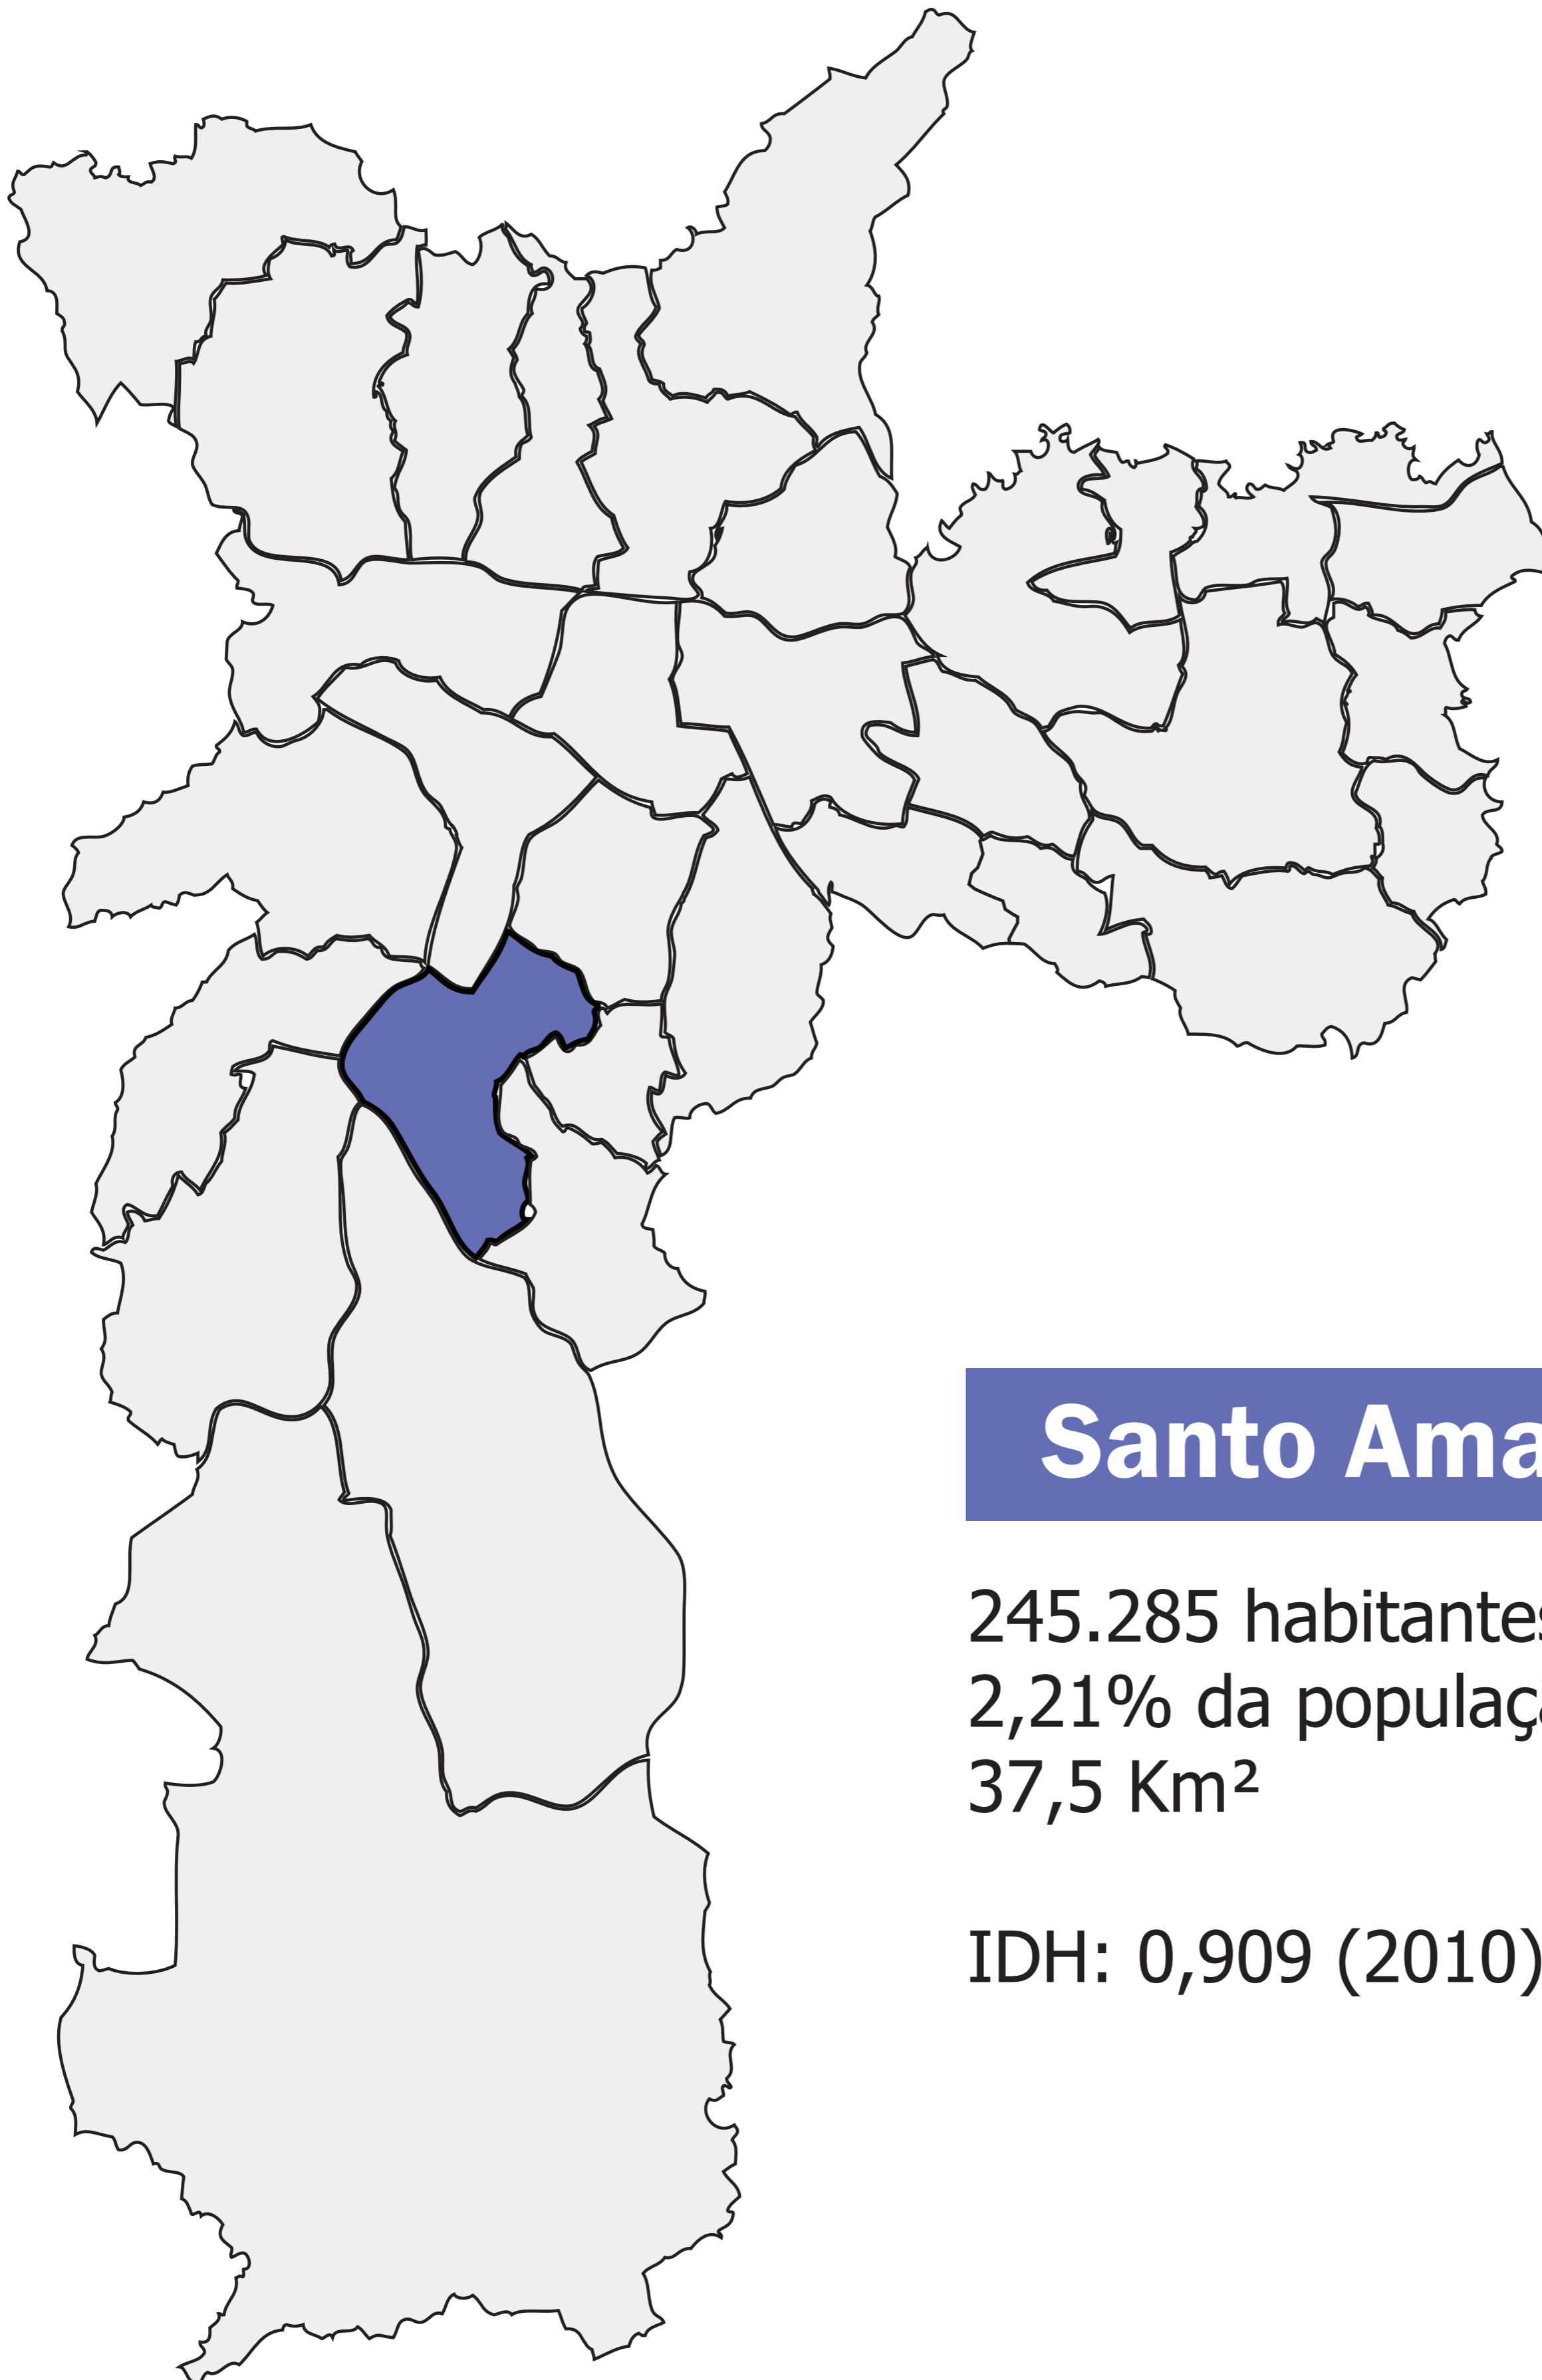 Santo Ama
245.285 habitantes
2,21% da populaç
37,5 Km²
IDH: 0,909 (2010)